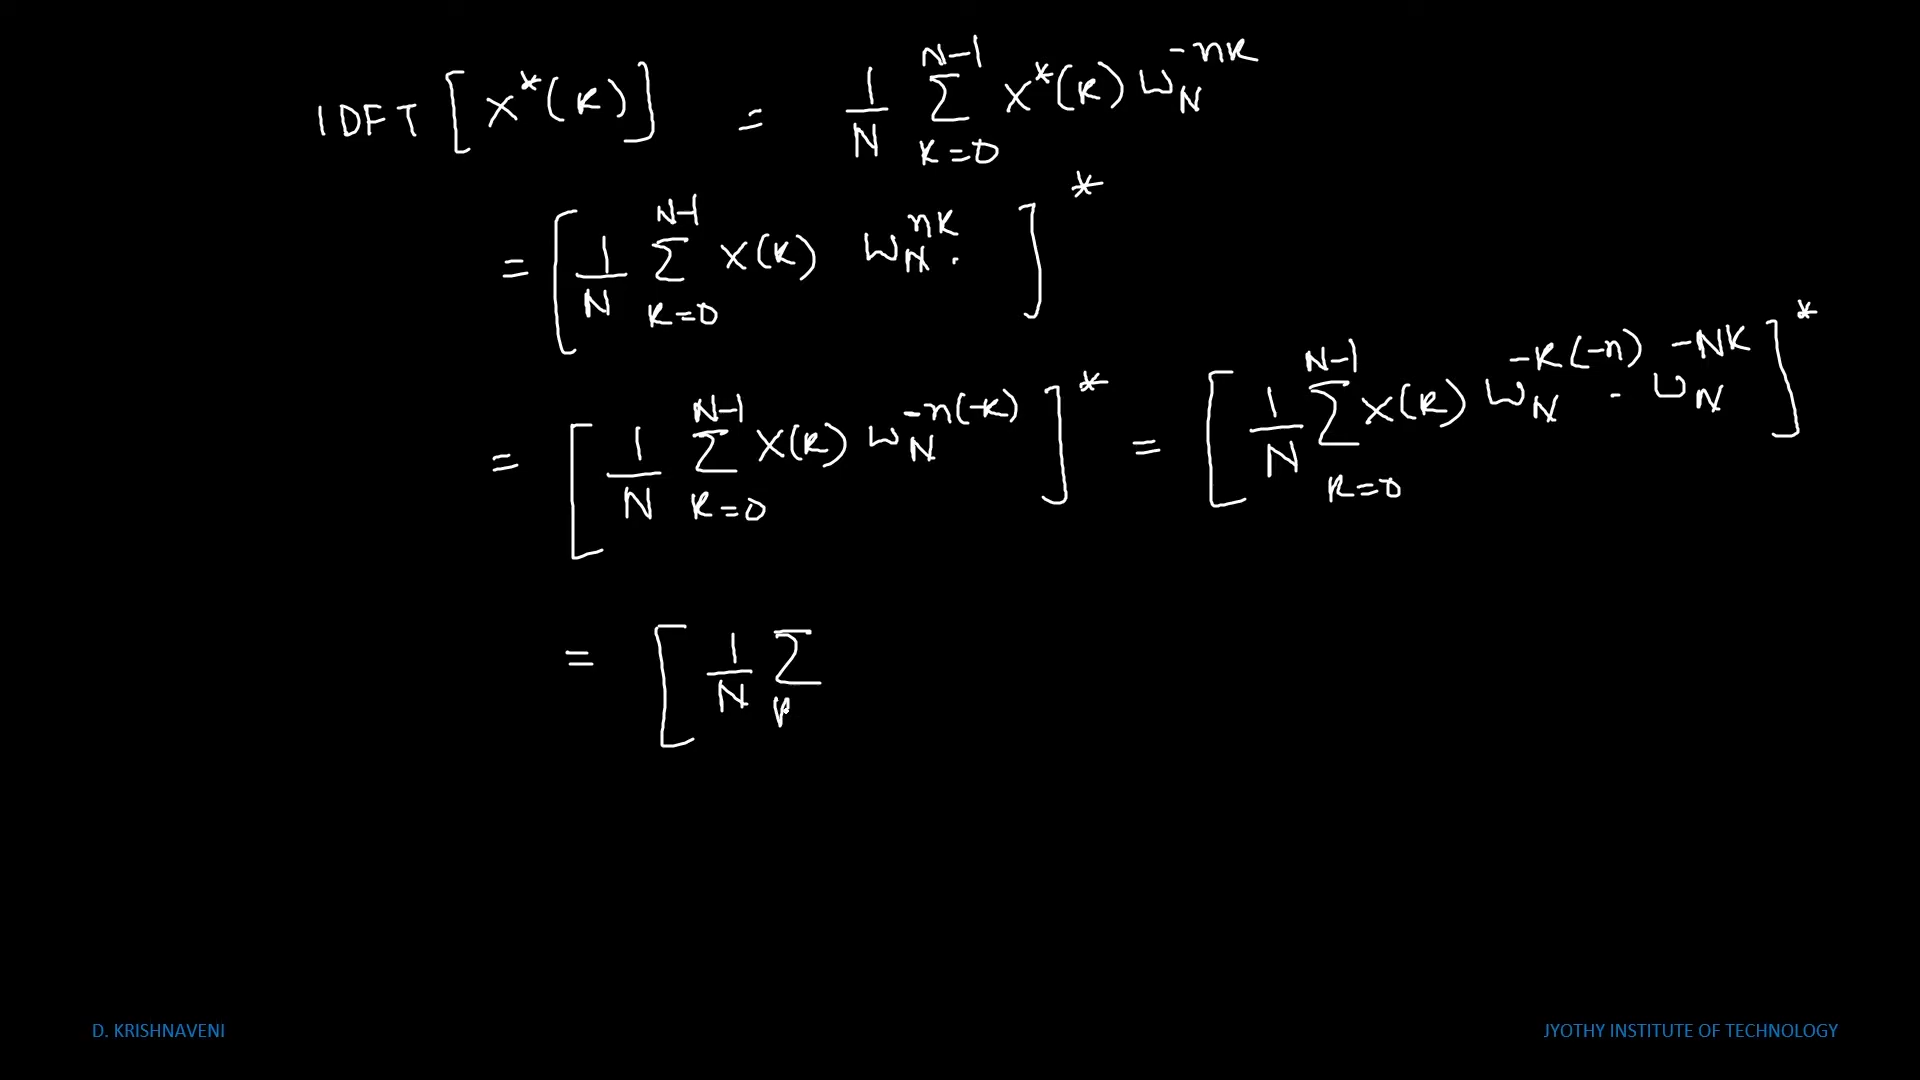 IDFT [X*(K)] = 1/N Σ_{K=0}^{N-1} X*(K) W_N^{-nK}
= [1/N Σ_{K=0}^{N-1} X(K) W_N^{nK} . ]*
= [1/N Σ_{K=0}^{N-1} X(K) W_N^{-n(-K)}]* = [1/N Σ_{K=0}^{N-1} X(K) W_N^{-K(-n)} . W_N^{-NK}]*
= [1/N Σ
D. KRISHNAVENI
JYOTHY INSTITUTE OF TECHNOLOGY